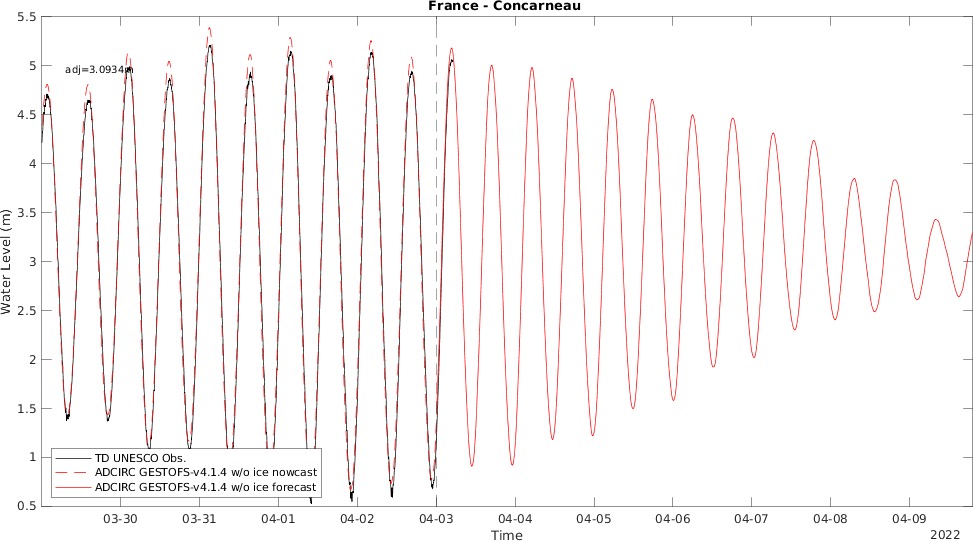 France - Concarneau
5.5
5
4.5
4
3.5
3
2.5
2
1.5
1
0.5
Water Level (m)
adj=3.0934m
TD UNESCO Obs.
ADCIRC GESTOFS-v4.1.4 w/o ice nowcast
ADCIRC GESTOFS-v4.1.4 w/o ice forecast
03-30 03-31 04-01 04-02 04-03 04-04 04-05 04-06 04-07 04-08 04-09
Time
2022